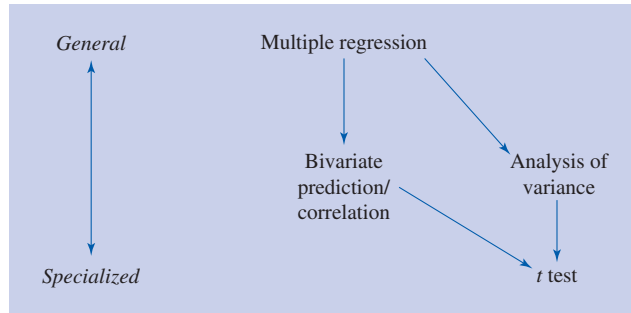 General
Multiple regression
Bivariate
prediction/
correlation
Analysis of
variance
Specialized
t test